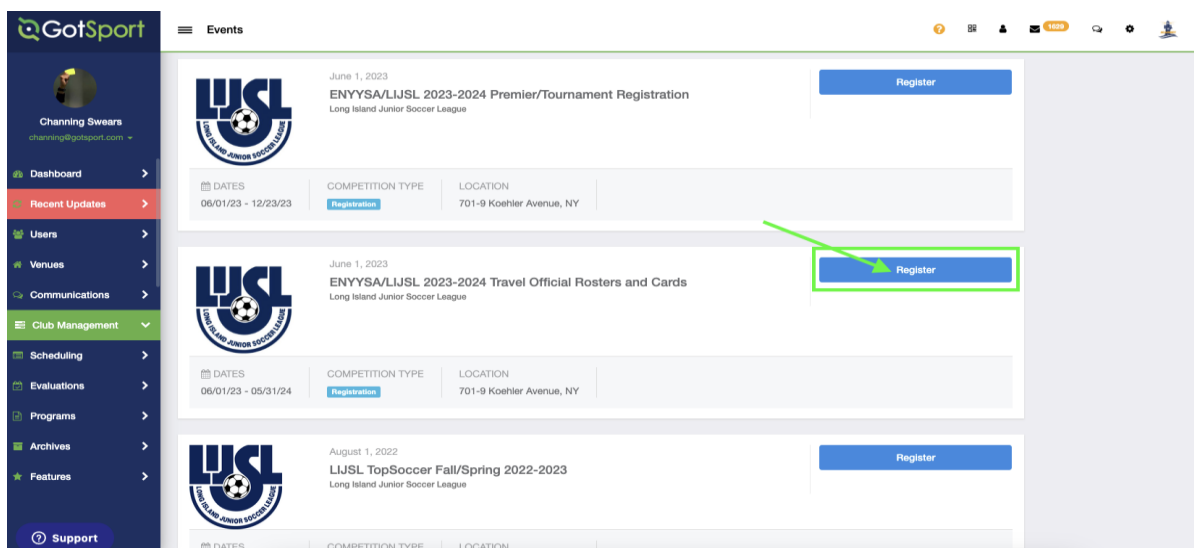 GotSport
Events
1629
Channing Swears
channing@gotsport.com
Dashboard
Recent Updates
Users
Venues
Communications
Club Management
Scheduling
Evaluations
Programs
Archives
Features
Support
LIJSL
LONG ISLAND JUNIOR SOCCER LEAGUE
June 1, 2023
ENYYSA/LIJSL 2023-2024 Premier/Tournament Registration
Long Island Junior Soccer League
Register
DATES
06/01/23 - 12/23/23
COMPETITION TYPE
Registration
LOCATION
701-9 Koehler Avenue, NY
LIJSL
LONG ISLAND JUNIOR SOCCER LEAGUE
June 1, 2023
ENYYSA/LIJSL 2023-2024 Travel Official Rosters and Cards
Long Island Junior Soccer League
Register
DATES
06/01/23 - 05/31/24
COMPETITION TYPE
Registration
LOCATION
701-9 Koehler Avenue, NY
LIJSL
LONG ISLAND JUNIOR SOCCER LEAGUE
August 1, 2022
LIJSL TopSoccer Fall/Spring 2022-2023
Long Island Junior Soccer League
Register
DATES
COMPETITION TYPE
LOCATION